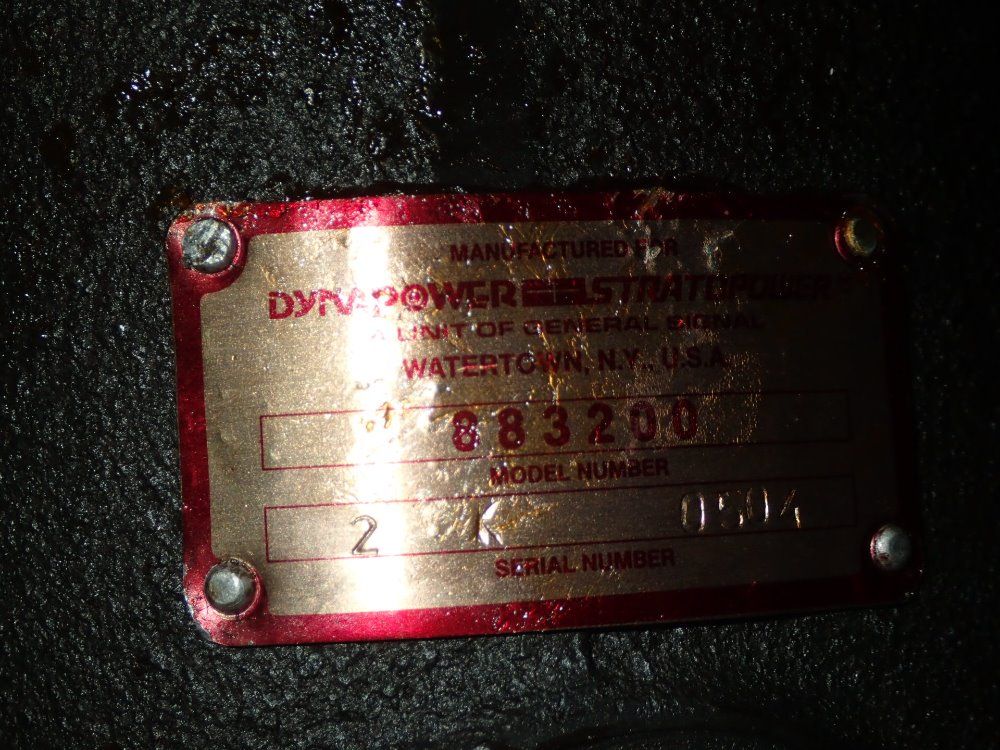 MANUFACTURED FOR
DYNAPOWER STRATOPOWER
A UNIT OF GENERAL SIGNAL
WATERTOWN, N.Y., U.S.A.
883200
MODEL NUMBER
2 K 0504
SERIAL NUMBER